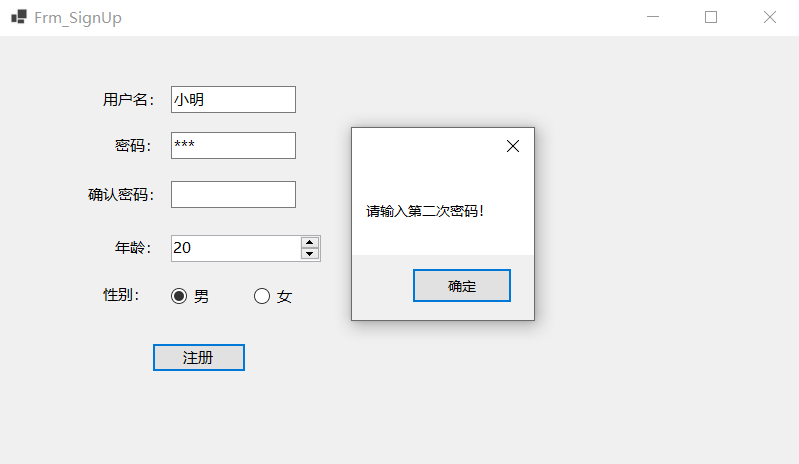 Frm_SignUp
用户名： 小明
密码： ***
确认密码：
请输入第二次密码！
年龄： 20
性别： 男 女
确定
注册